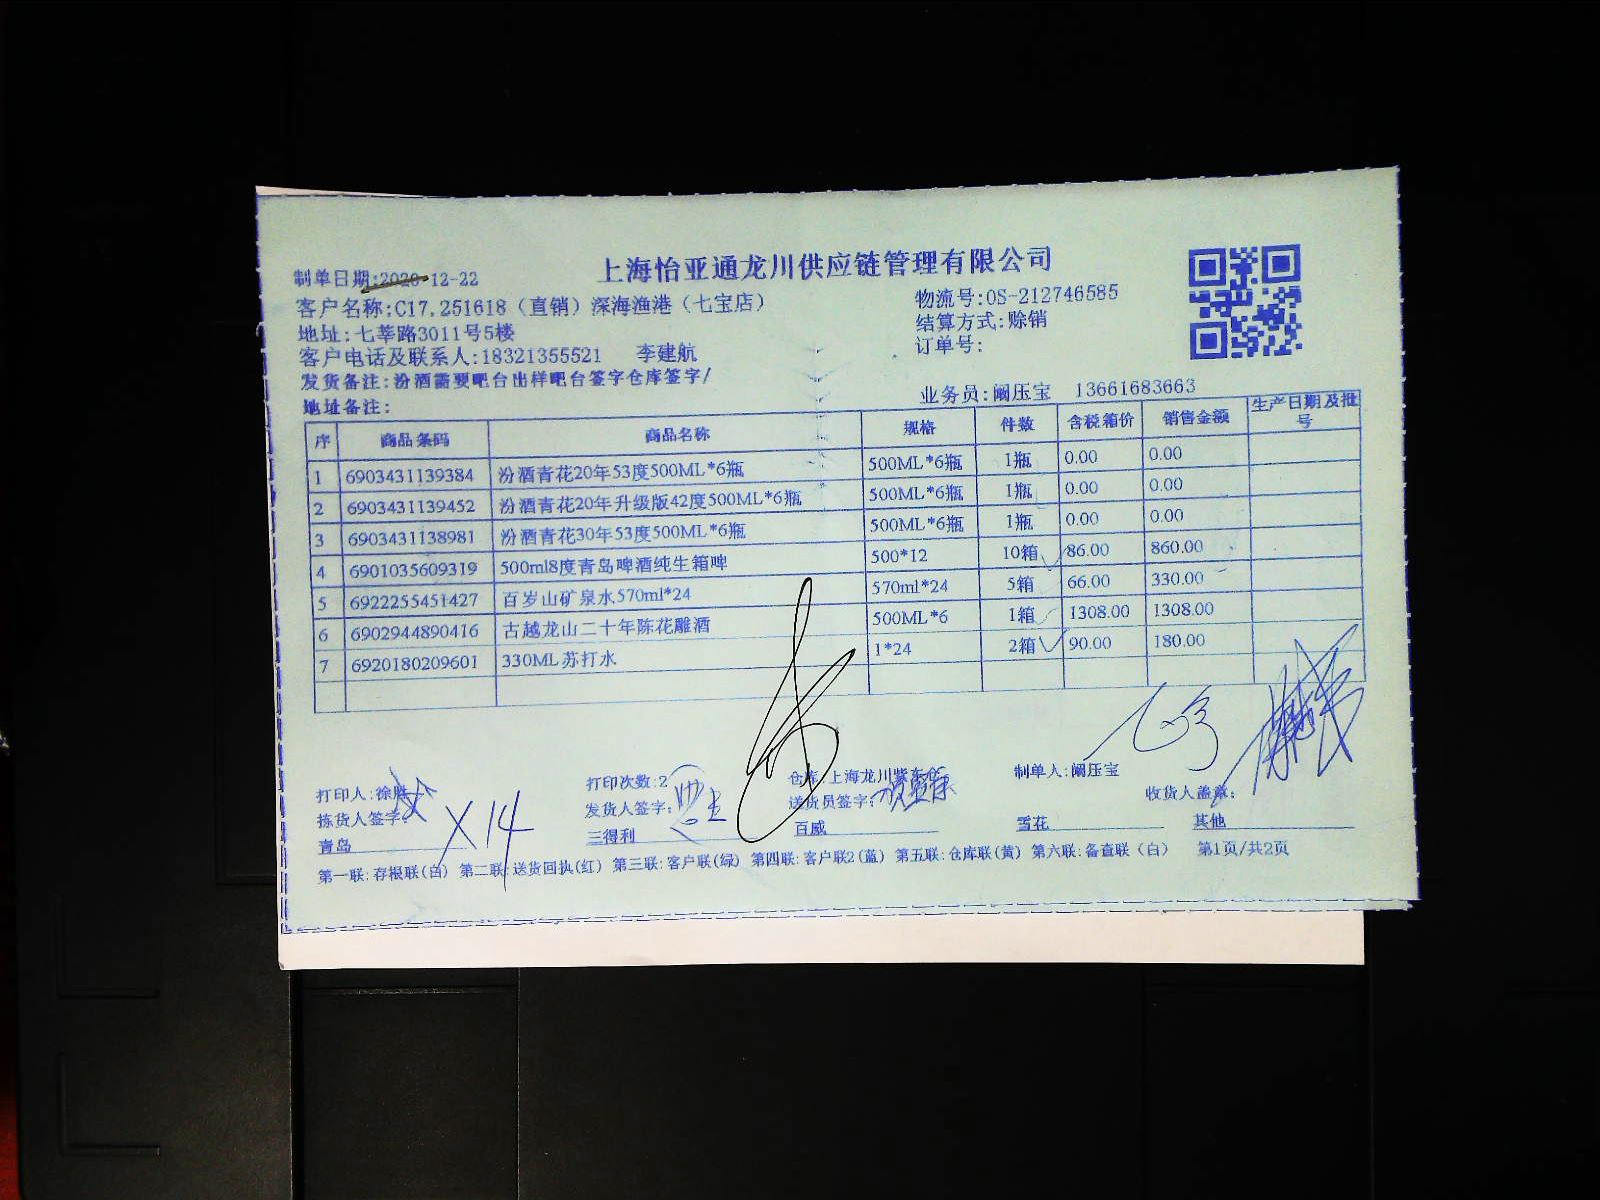 上海怡亚通龙川供应链管理有限公司
制单日期:2020-12-22
客户名称:C17,251618（直销）深海渔港（七宝店）
物流号:OS-212746585
地址:七莘路3011号5楼
结算方式:赊销
客户电话及联系人:18321355521 李建航
订单号:
发货备注:汾酒需要吧台出样吧台签字仓库签字/
业务员:阚压宝 13661683663
地址备注:
序 商品条码 商品名称 规格 件数 含税箱价 销售金额 生产日期及批号
1 6903431139384 汾酒青花20年53度500ML*6瓶 500ML*6瓶 1瓶 0.00 0.00
2 6903431139452 汾酒青花20年升级版42度500ML*6瓶 500ML*6瓶 1瓶 0.00 0.00
3 6903431138981 汾酒青花30年53度500ML*6瓶 500ML*6瓶 1瓶 0.00 0.00
4 6901035609319 500ml8度青岛啤酒纯生箱啤 500*12 10箱 86.00 860.00
5 6922255451427 百岁山矿泉水570ml*24 570ml*24 5箱 66.00 330.00
6 6902944890416 古越龙山二十年陈花雕酒 500ML*6 1箱 1308.00 1308.00
7 6920180209601 330ML苏打水 1*24 2箱 90.00 180.00
打印人:徐胜 打印次数:2 仓库:上海龙川紫东仓 制单人:阚压宝
拣货人签字: 发货人签字: 送货员签字: 收货人盖章:
X14
青岛 三得利 百威 雪花 其他
第一联:存根联(白) 第二联:送货回执(红) 第三联:客户联(绿) 第四联:客户联2(蓝) 第五联:仓库联(黄) 第六联:备查联（白） 第1页/共2页